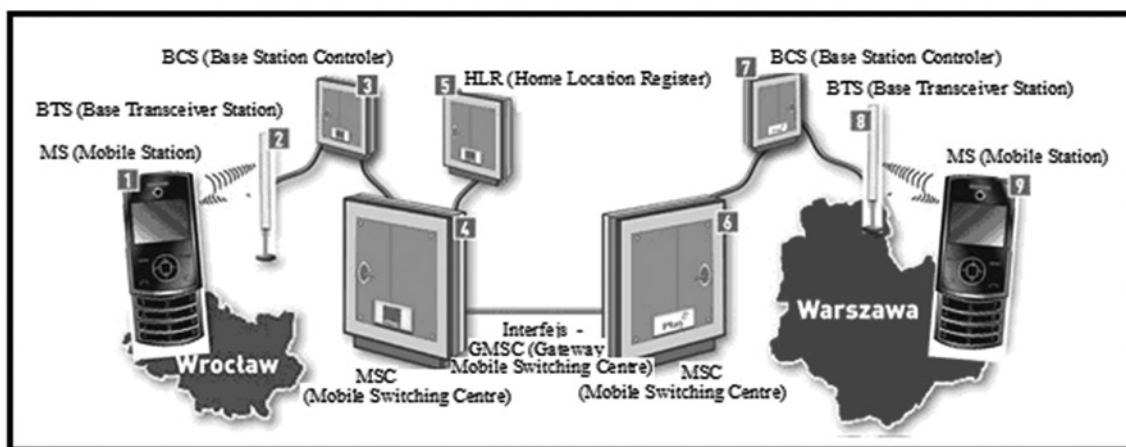 BCS (Base Station Controler)
3
5
HLR (Home Location Register)
7
BCS (Base Station Controler)
BTS (Base Transceiver Station)
2
BTS (Base Transceiver Station)
8
MS (Mobile Station)
1
MS (Mobile Station)
9
4
6
Plus
Wrocław
Warszawa
Interfejs -
GMSC (Gateway
Mobile Switching Centre)
MSC
(Mobile Switching Centre)
MSC
(Mobile Switching Centre)